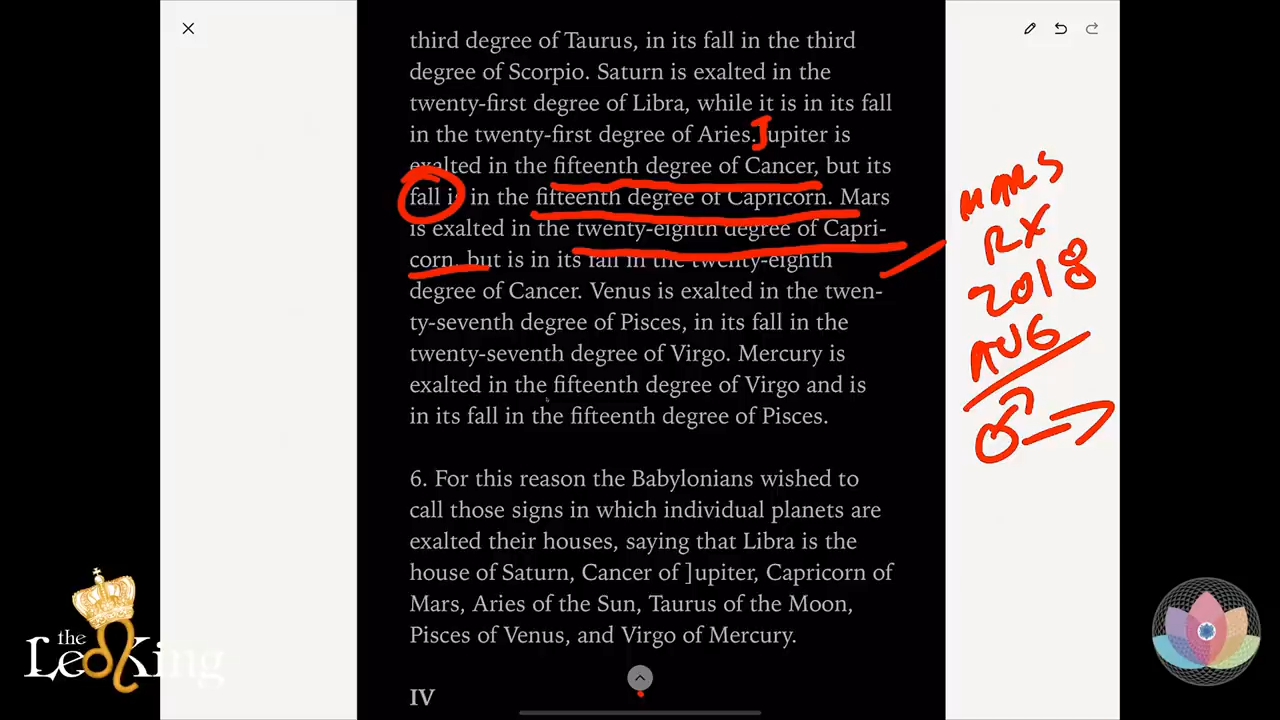 third degree of Taurus, in its fall in the third
degree of Scorpio. Saturn is exalted in the
twenty-first degree of Libra, while it is in its fall
in the twenty-first degree of Aries. Jupiter is
exalted in the fifteenth degree of Cancer, but its
fall is in the fifteenth degree of Capricorn. Mars
is exalted in the twenty-eighth degree of Capri-
corn, but is in its fall in the twenty-eighth
degree of Cancer. Venus is exalted in the twen-
ty-seventh degree of Pisces, in its fall in the
twenty-seventh degree of Virgo. Mercury is
exalted in the fifteenth degree of Virgo and is
in its fall in the fifteenth degree of Pisces.
6. For this reason the Babylonians wished to
call those signs in which individual planets are
exalted their houses, saying that Libra is the
house of Saturn, Cancer of ]upiter, Capricorn of
Mars, Aries of the Sun, Taurus of the Moon,
Pisces of Venus, and Virgo of Mercury.
IV
MARS
RX
2018
AUG
♂
the
Leo King